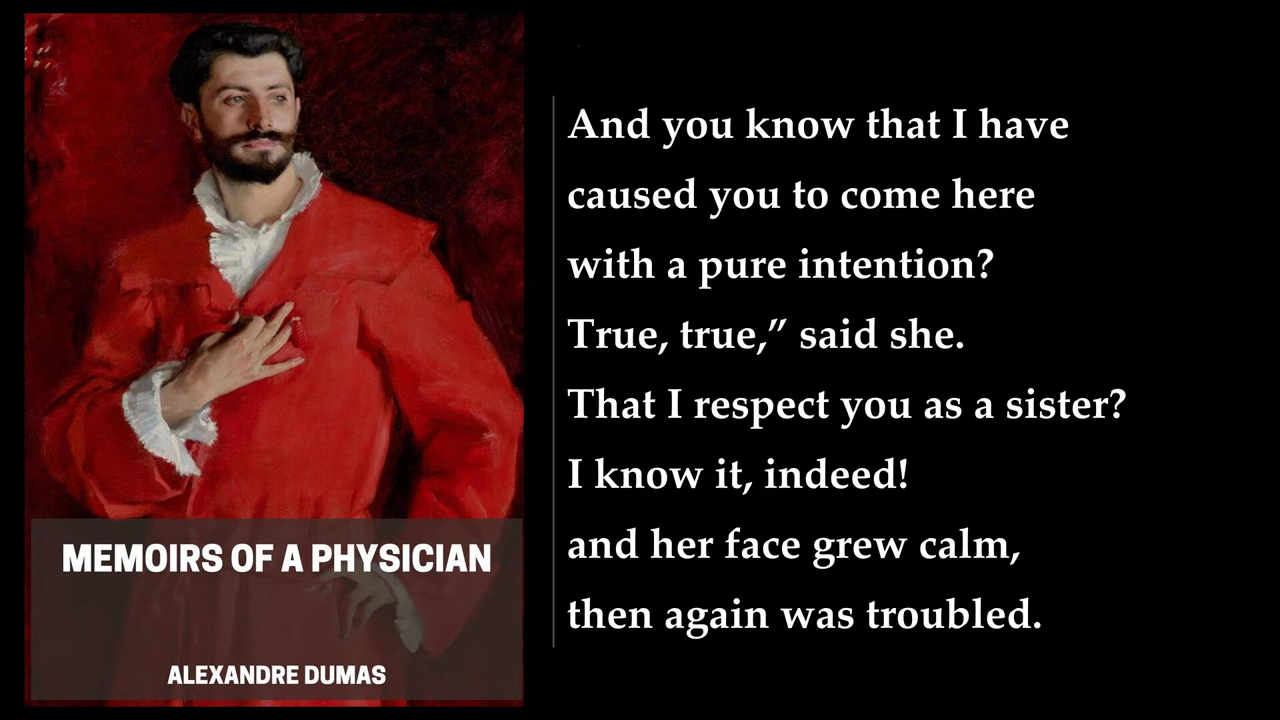 MEMOIRS OF A PHYSICIAN
ALEXANDRE DUMAS
And you know that I have
caused you to come here
with a pure intention?
True, true,” said she.
That I respect you as a sister?
I know it, indeed!
and her face grew calm,
then again was troubled.